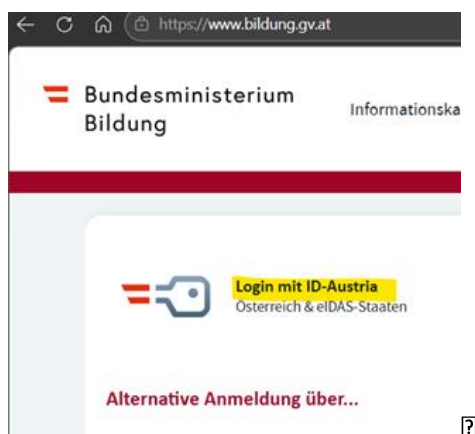 https://www.bildung.gv.at
Bundesministerium
Bildung
Informationska
Login mit ID-Austria
Österreich & eIDAS-Staaten
Alternative Anmeldung über...
?